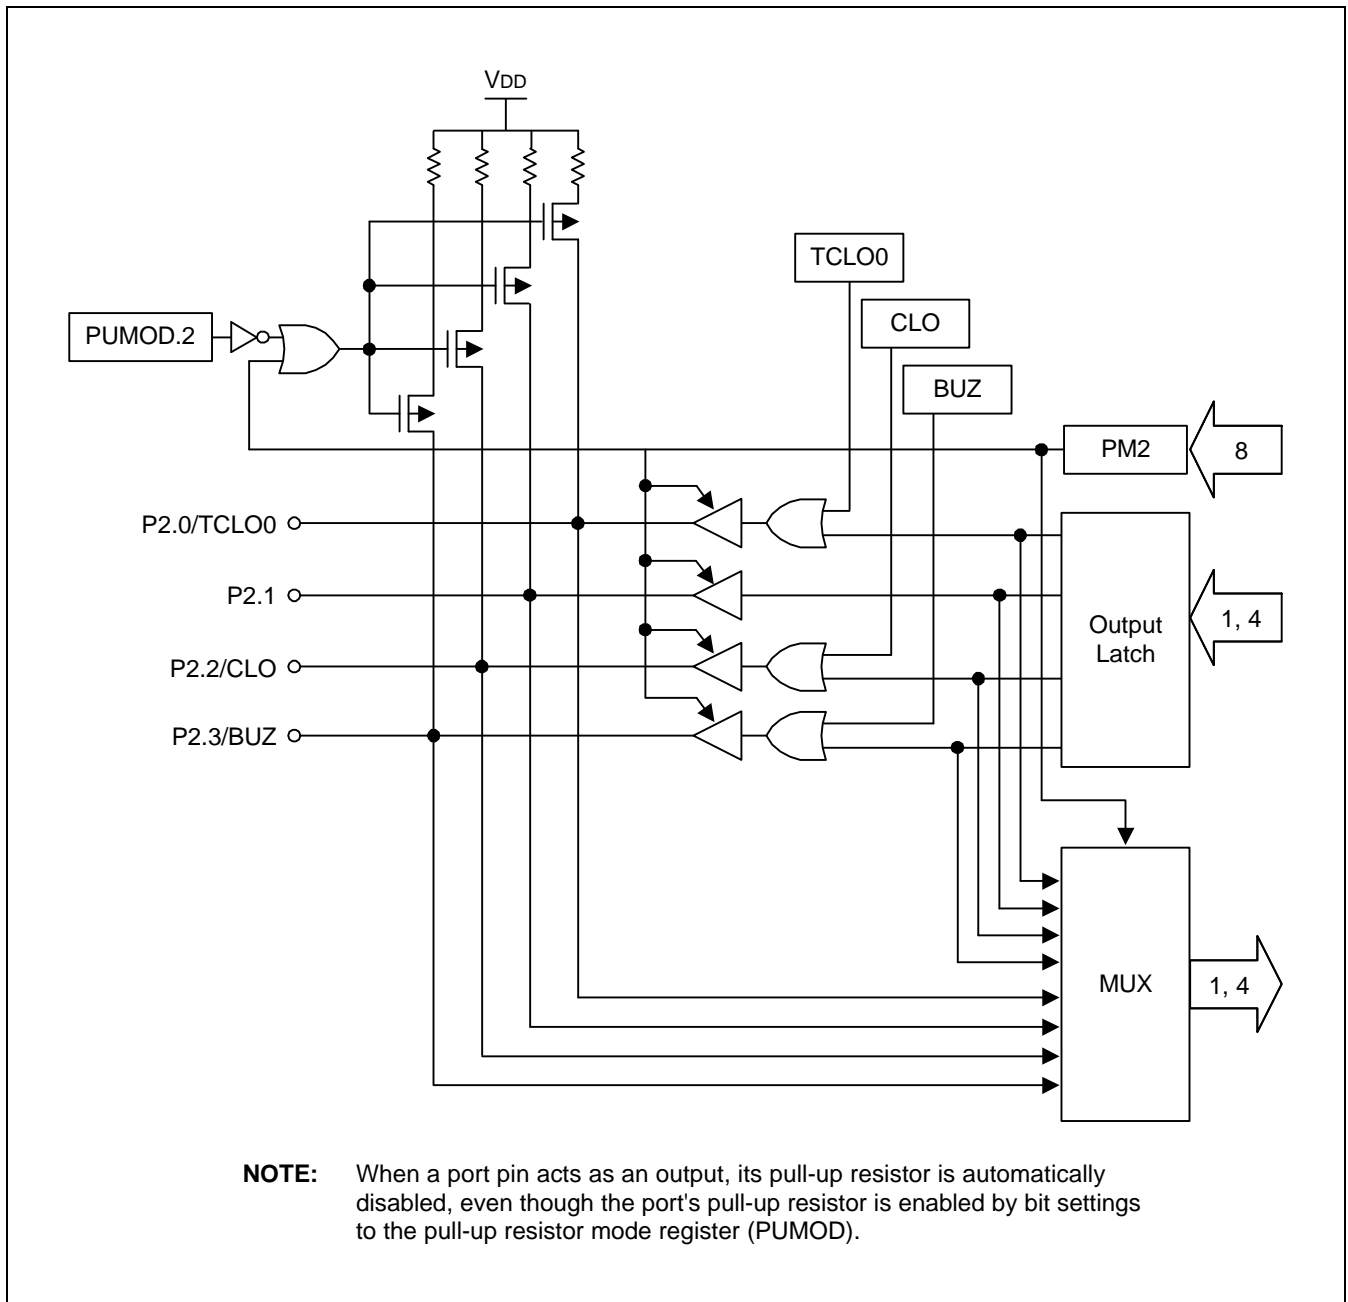 VDD
TCLO0
CLO
PUMOD.2
BUZ
PM2
8
P2.0/TCLO0
P2.1
Output
Latch
1, 4
P2.2/CLO
P2.3/BUZ
MUX
1, 4
NOTE: When a port pin acts as an output, its pull-up resistor is automatically
disabled, even though the port's pull-up resistor is enabled by bit settings
to the pull-up resistor mode register (PUMOD).